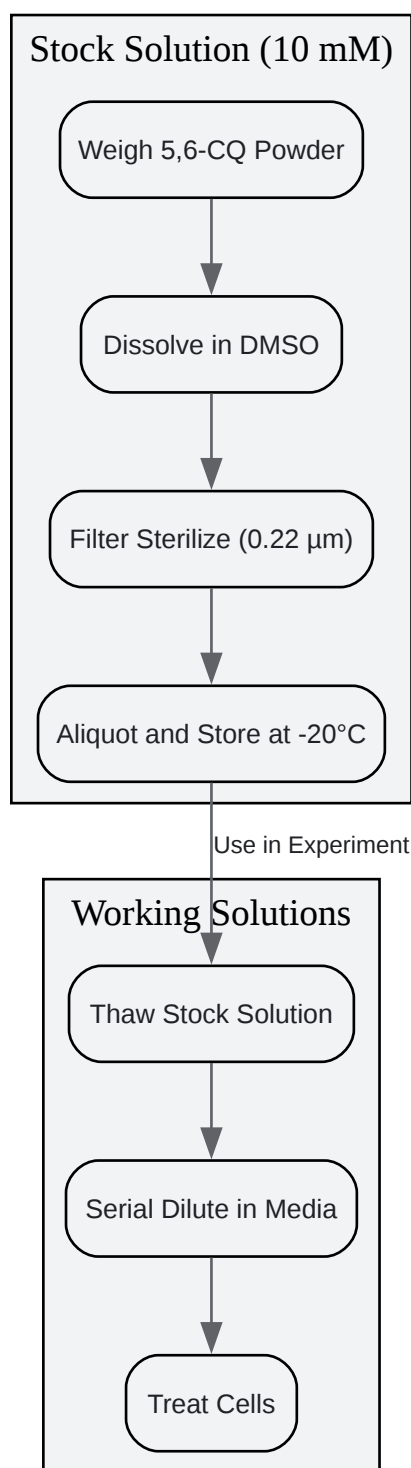 Stock Solution (10 mM)
Weigh 5,6-CQ Powder
Dissolve in DMSO
Filter Sterilize (0.22 µm)
Aliquot and Store at -20°C
Use in Experiment
Working Solutions
Thaw Stock Solution
Serial Dilute in Media
Treat Cells